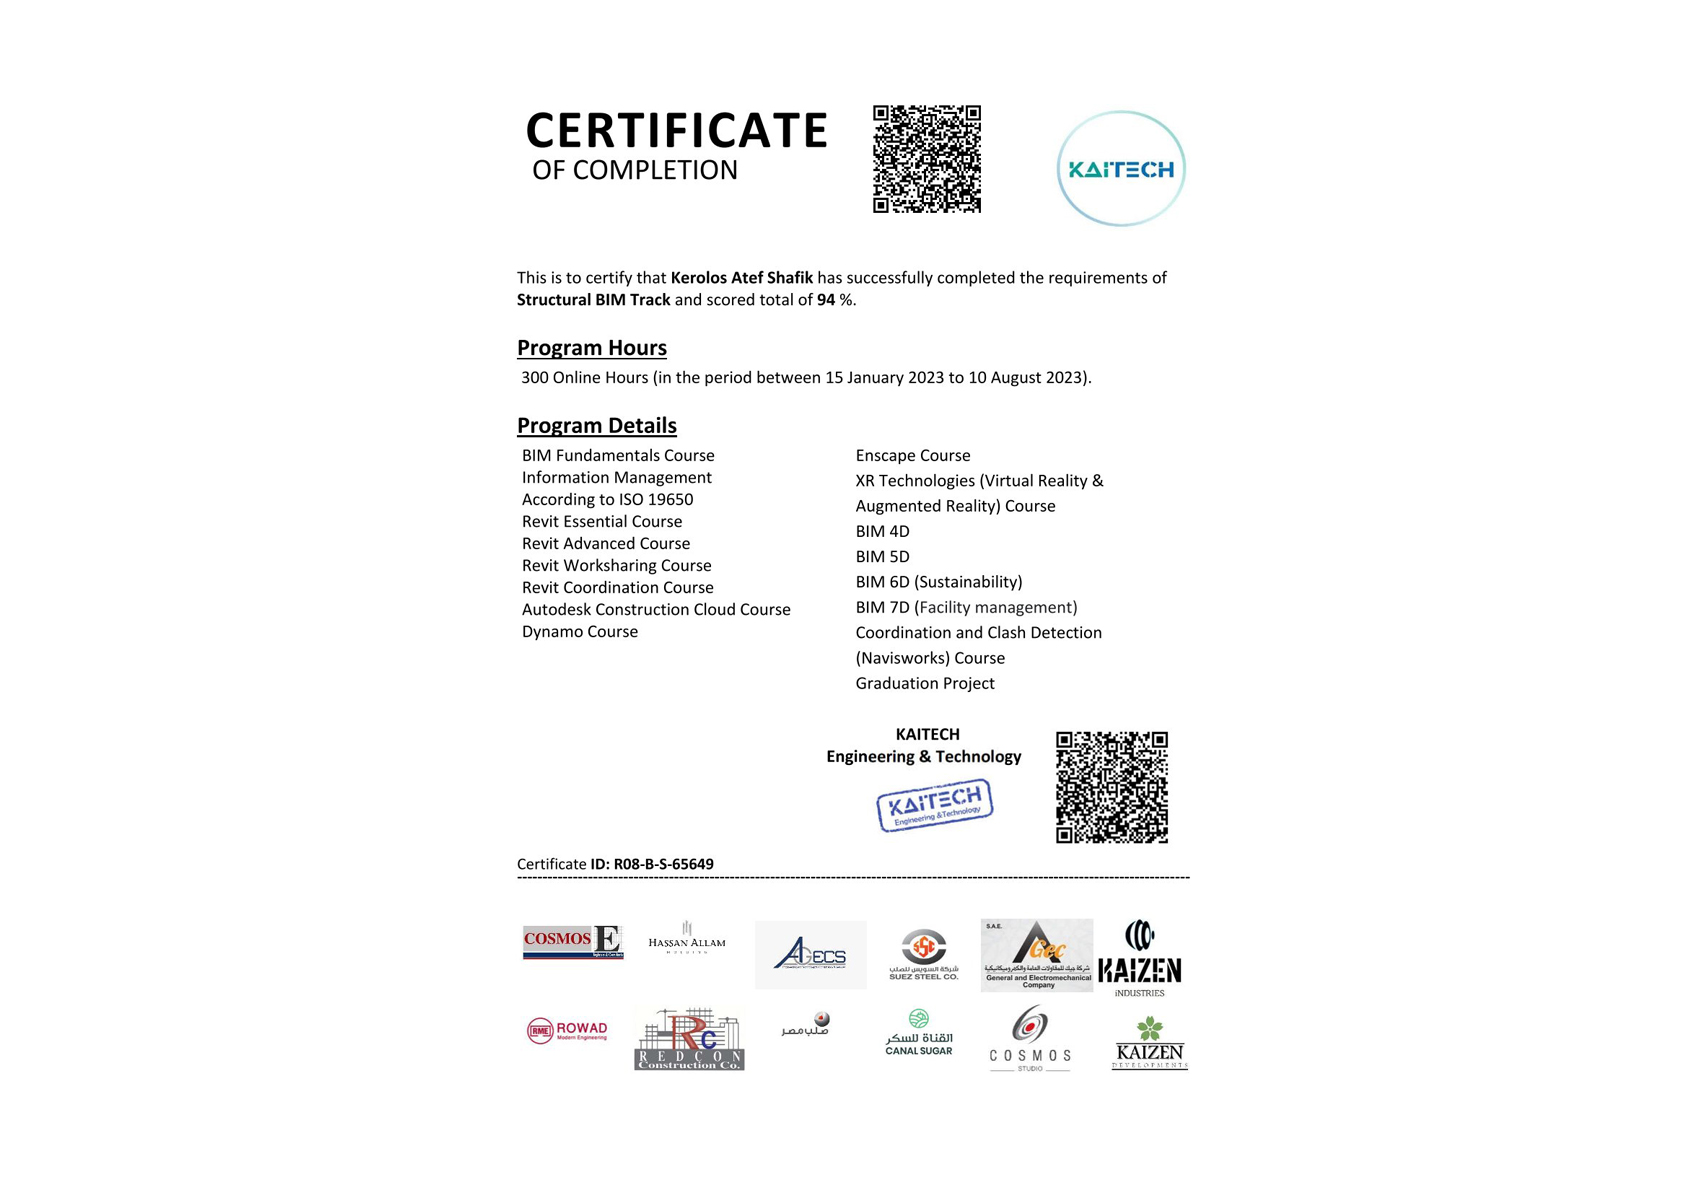 CERTIFICATE
OF COMPLETION
KAITECH
This is to certify that Kerolos Atef Shafik has successfully completed the requirements of
Structural BIM Track and scored total of 94 %.
Program Hours
300 Online Hours (in the period between 15 January 2023 to 10 August 2023).
Program Details
BIM Fundamentals Course
Information Management
According to ISO 19650
Revit Essential Course
Revit Advanced Course
Revit Worksharing Course
Revit Coordination Course
Autodesk Construction Cloud Course
Dynamo Course
Enscape Course
XR Technologies (Virtual Reality &
Augmented Reality) Course
BIM 4D
BIM 5D
BIM 6D (Sustainability)
BIM 7D (Facility management)
Coordination and Clash Detection
(Navisworks) Course
Graduation Project
KAITECH
Engineering & Technology
KAITECH
Engineering &Technology
Certificate ID: R08-B-S-65649
COSMOS E
HASSAN ALLAM
HOLDING
AGECS
SSC
شركة السويس للصلب
SUEZ STEEL CO.
S.A.E.
Gec
شركة جيك للمقاولات العامة والكتروميكانيكية
General and Electromechanical
Company
KAIZEN
iNDUSTRIES
RME ROWAD
Modern Engineering
RC
REDCON
Construction Co.
صلب مصر
القناة للسكر
CANAL SUGAR
COSMOS
STUDIO
KAIZEN
DEVELOPMENTS